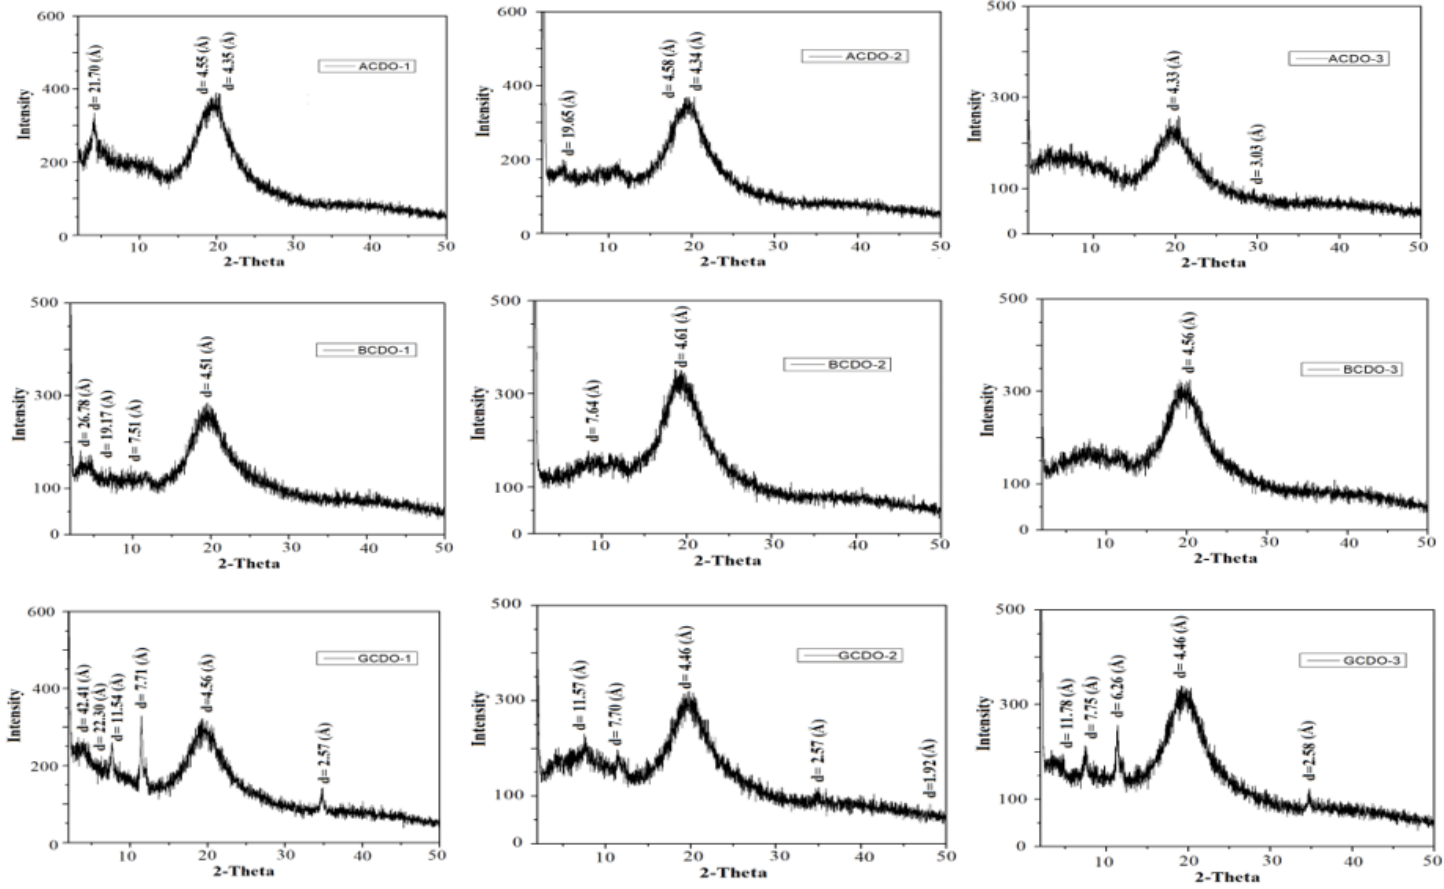 600
400
200
0
Intensity
d= 21.70 (Å)
d= 4.55 (Å)
d= 4.35 (Å)
ACDO-1
10 20 30 40 50
2-Theta
600
400
200
0
Intensity
d= 19.65 (Å)
d= 4.58 (Å)
d= 4.34 (Å)
ACDO-2
10 20 30 40 50
2-Theta
500
300
100
0
Intensity
d= 4.33 (Å)
d= 3.03 (Å)
ACDO-3
10 20 30 40 50
2-Theta
500
300
100
0
Intensity
d= 26.78 (Å)
d= 19.17 (Å)
d= 7.51 (Å)
d= 4.51 (Å)
BCDO-1
10 20 30 40 50
2-Theta
500
300
100
0
Intensity
d= 7.64 (Å)
d= 4.61 (Å)
BCDO-2
10 20 30 40 50
2-Theta
500
300
100
0
Intensity
d= 4.56 (Å)
BCDO-3
10 20 30 40 50
2-Theta
600
400
200
0
Intensity
d= 42.41 (Å)
d= 22.30 (Å)
d= 11.54 (Å)
d= 7.71 (Å)
d=4.56 (Å)
d= 2.57 (Å)
GCDO-1
10 20 30 40 50
2-Theta
500
300
100
0
Intensity
d= 11.57 (Å)
d= 7.70 (Å)
d= 4.46 (Å)
d= 2.57 (Å)
d=1.92 (Å)
GCDO-2
10 20 30 40 50
2-Theta
500
300
100
0
Intensity
d= 11.78 (Å)
d= 7.75 (Å)
d= 6.26 (Å)
d= 4.46 (Å)
d=2.58 (Å)
GCDO-3
10 20 30 40 50
2-Theta